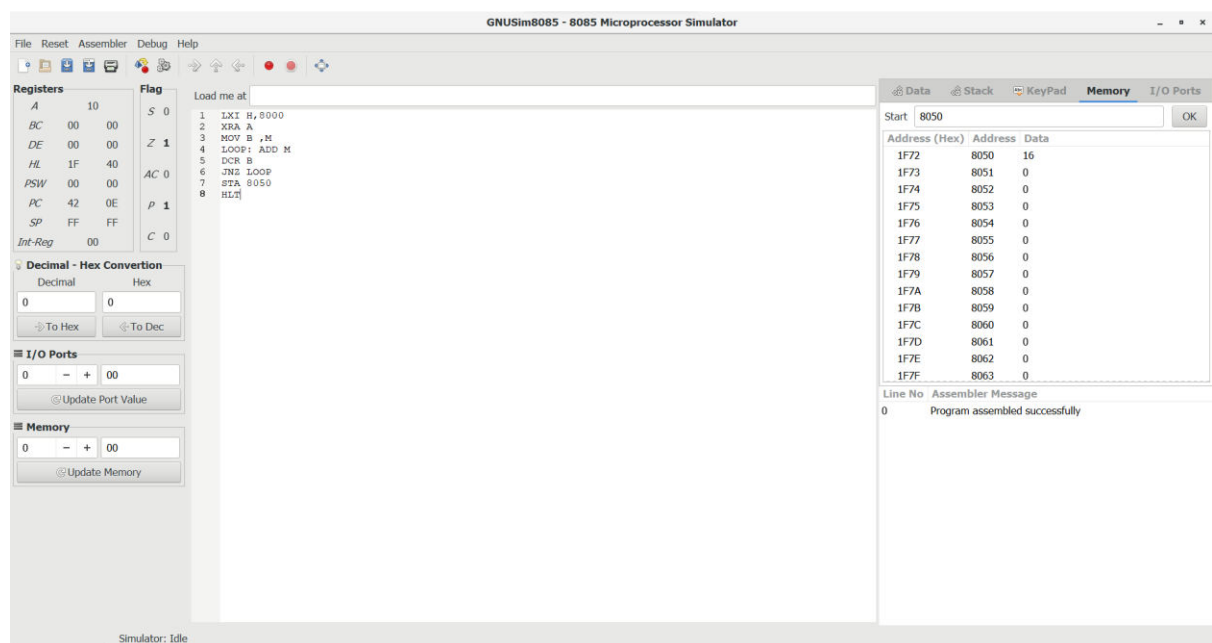 GNUSim8085 - 8085 Microprocessor Simulator
File Reset Assembler Debug Help
Registers
A 10
BC 00 00
DE 00 00
HL 1F 40
PSW 00 00
PC 42 0E
SP FF FF
Int-Reg 00
Flag
S 0
Z 1
AC 0
P 1
C 0
Decimal - Hex Convertion
Decimal Hex
0 0
To Hex To Dec
I/O Ports
0 − + 00
Update Port Value
Memory
0 − + 00
Update Memory
Load me at
1 LXI H,8000
2 XRA A
3 MOV B ,M
4 LOOP: ADD M
5 DCR B
6 JNZ LOOP
7 STA 8050
8 HLT
Data Stack KeyPad Memory I/O Ports
Start 8050 OK
Address (Hex) Address Data
1F72 8050 16
1F73 8051 0
1F74 8052 0
1F75 8053 0
1F76 8054 0
1F77 8055 0
1F78 8056 0
1F79 8057 0
1F7A 8058 0
1F7B 8059 0
1F7C 8060 0
1F7D 8061 0
1F7E 8062 0
1F7F 8063 0
Line No Assembler Message
0 Program assembled successfully
Simulator: Idle